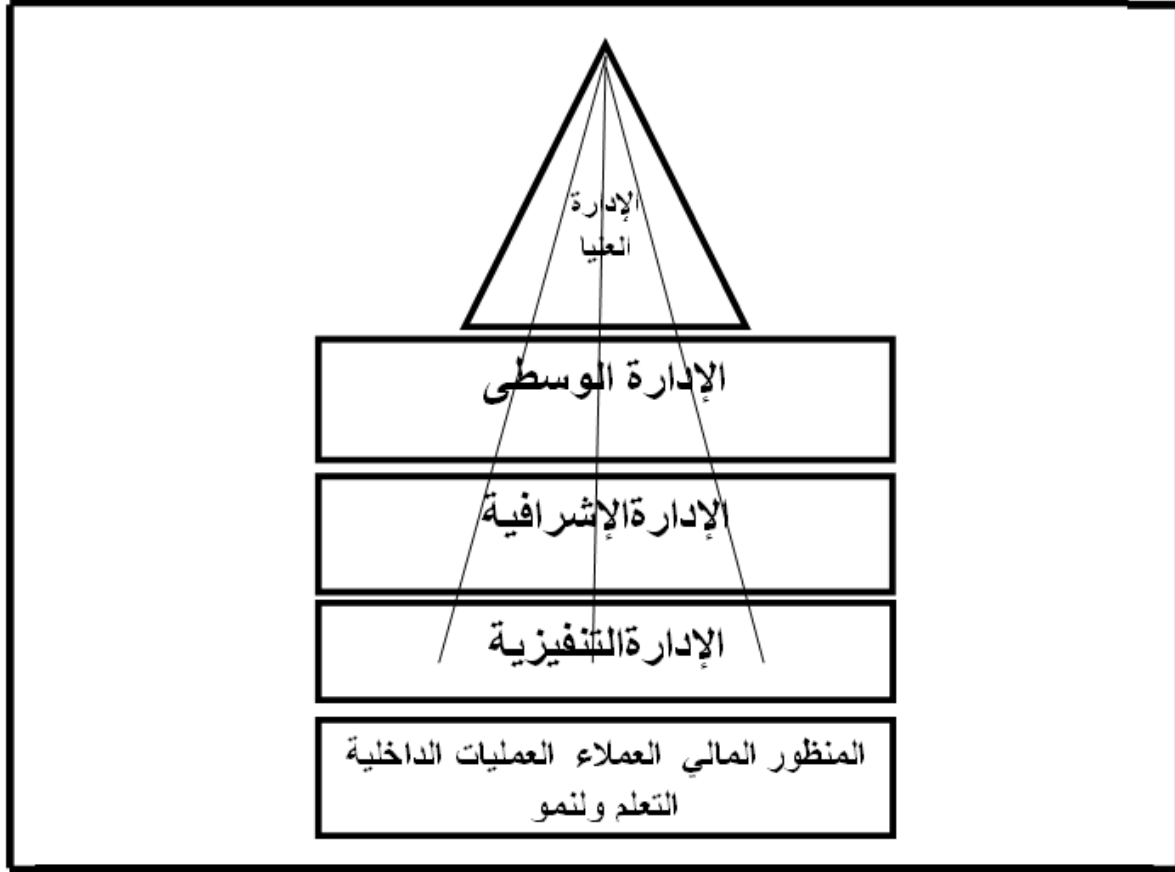 الإدارة
العليا
الإدارة الوسطى
الإدارةالإشرافية
الإدارةالتنفيزية
المنظور المالي العملاء العمليات الداخلية
التعلم ولنمو